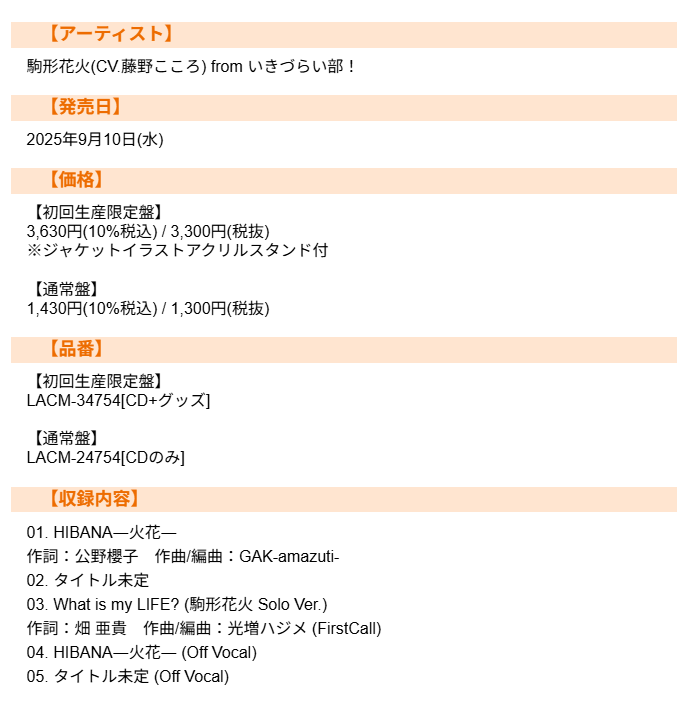 【アーティスト】
駒形花火(CV.藤野こころ) from いきづらい部！
【発売日】
2025年9月10日(水)
【価格】
【初回生産限定盤】
3,630円(10%税込) / 3,300円(税抜)
※ジャケットイラストアクリルスタンド付
【通常盤】
1,430円(10%税込) / 1,300円(税抜)
【品番】
【初回生産限定盤】
LACM-34754[CD+グッズ]
【通常盤】
LACM-24754[CDのみ]
【収録内容】
01. HIBANA―火花―
作詞：公野櫻子　作曲/編曲：GAK-amazuti-
02. タイトル未定
03. What is my LIFE? (駒形花火 Solo Ver.)
作詞：畑 亜貴　作曲/編曲：光増ハジメ (FirstCall)
04. HIBANA―火花― (Off Vocal)
05. タイトル未定 (Off Vocal)